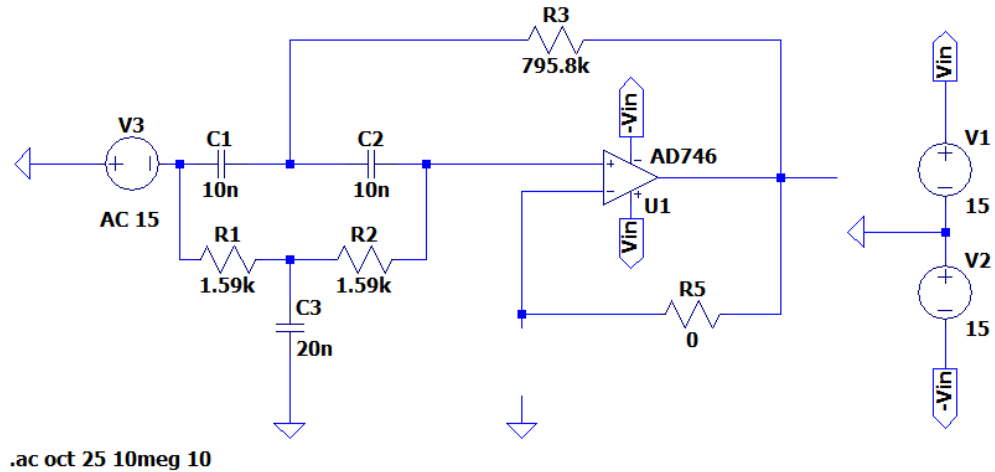 R3
795.8k
Vin
-Vin
V3
C1
C2
+
-
10n
10n
+
-
AD746
-
+
U1
V1
+
-
15
AC 15
R1
R2
1.59k
1.59k
Vin
C3
20n
R5
0
V2
+
-
15
-Vin
.ac oct 25 10meg 10